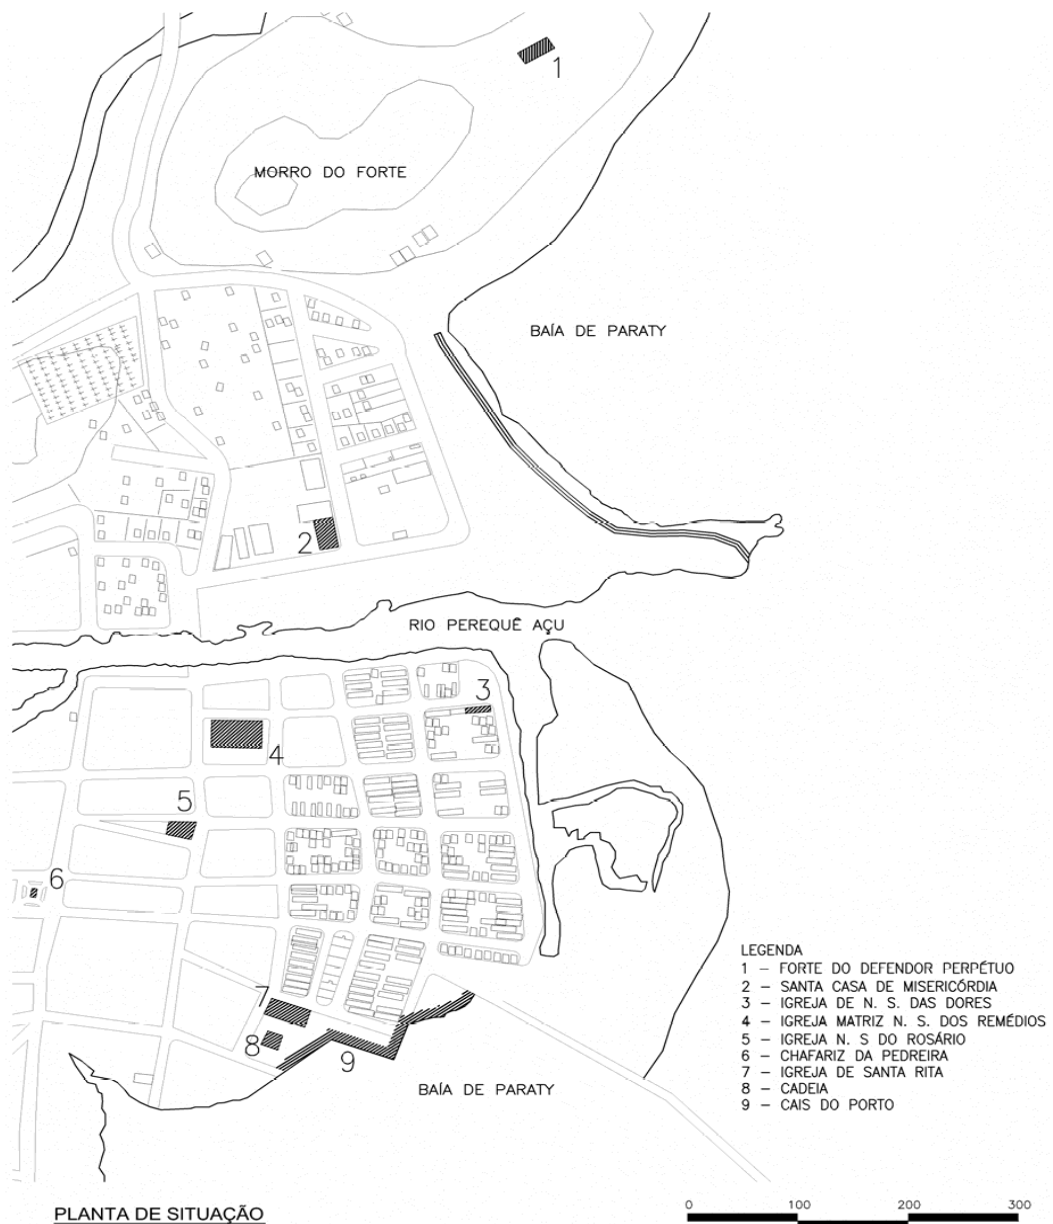 1
MORRO DO FORTE
BAÍA DE PARATY
2
RIO PEREQUÊ AÇU
3
4
5
6
7
8
9
BAÍA DE PARATY
LEGENDA
1 – FORTE DO DEFENDOR PERPÉTUO
2 – SANTA CASA DE MISERICÓRDIA
3 – IGREJA DE N. S. DAS DORES
4 – IGREJA MATRIZ N. S. DOS REMÉDIOS
5 – IGREJA N. S DO ROSÁRIO
6 – CHAFARIZ DA PEDREIRA
7 – IGREJA DE SANTA RITA
8 – CADEIA
9 – CAIS DO PORTO
PLANTA DE SITUAÇÃO
0 100 200 300